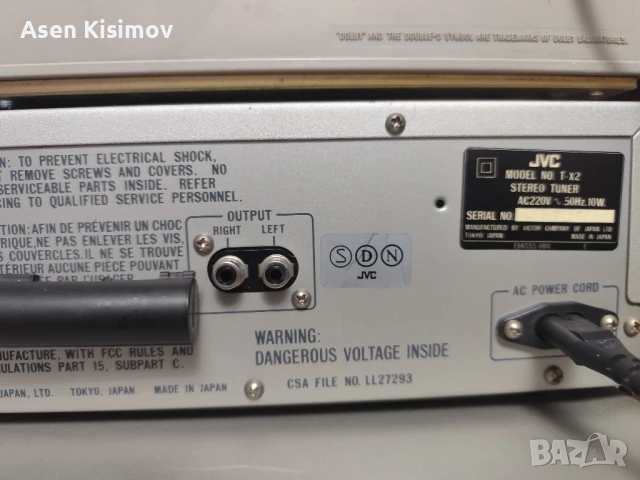 Asen Kisimov
"DOLBY" AND THE DOUBLE-D SYMBOL ARE TRADEMARKS OF DOLBY LABORATORIES.
N: TO PREVENT ELECTRICAL SHOCK,
REMOVE SCREWS AND COVERS. NO
SERVICEABLE PARTS INSIDE. REFER
CING TO QUALIFIED SERVICE PERSONNEL.
TION: AFIN DE PRÉVENIR UN CHOC
RIQUE, NE PAS ENLEVER LES VIS,
S COUVERCLES. IL NE SE TROUVE
TÉRIEUR AUCUNE PIÈCE POUVANT
PAR L'USAGER
NUFACTURE, WITH FCC RULES AND
ULATIONS PART 15, SUBPART C.
JAPAN, LTD. TOKYO, JAPAN. MADE IN JAPAN
OUTPUT
RIGHT LEFT
SDN
JVC
WARNING:
DANGEROUS VOLTAGE INSIDE
CSA FILE NO. LL27293
JVC
MODEL NO. T-X2
STEREO TUNER
AC220V ~ 50Hz, 10W.
SERIAL NO.
MANUFACTURED BY VICTOR COMPANY OF JAPAN LTD
TOKYO JAPAN MADE IN JAPAN
AC POWER CORD
BAZAR